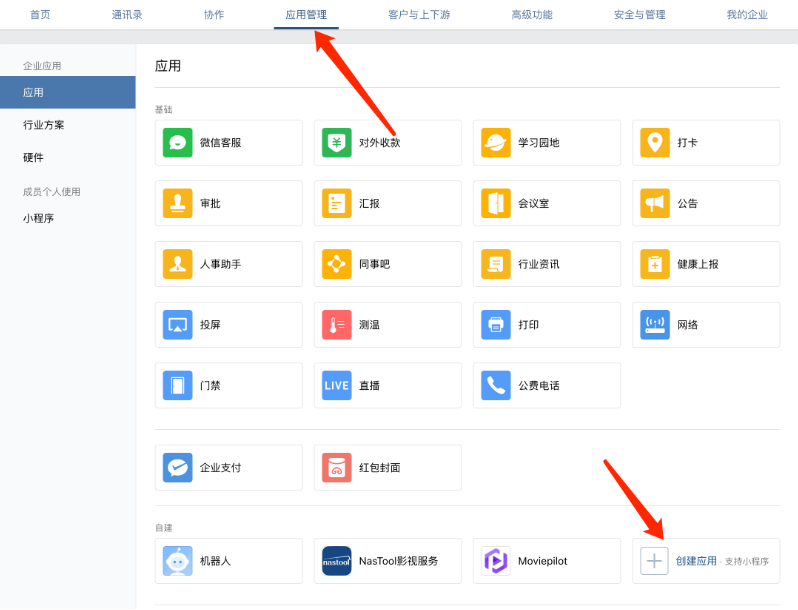 首页 通讯录 协作 应用管理 客户与上下游 高级功能 安全与管理 我的企业
企业应用
应用
行业方案
硬件
成员个人使用
小程序
应用
基础
微信客服 对外收款 学习园地 打卡
审批 汇报 会议室 公告
人事助手 同事吧 行业资讯 健康上报
投屏 测温 打印 网络
门禁 LIVE 直播 公费电话
企业支付 红包封面
自建
机器人 nastool NasTool影视服务 Moviepilot 创建应用 · 支持小程序